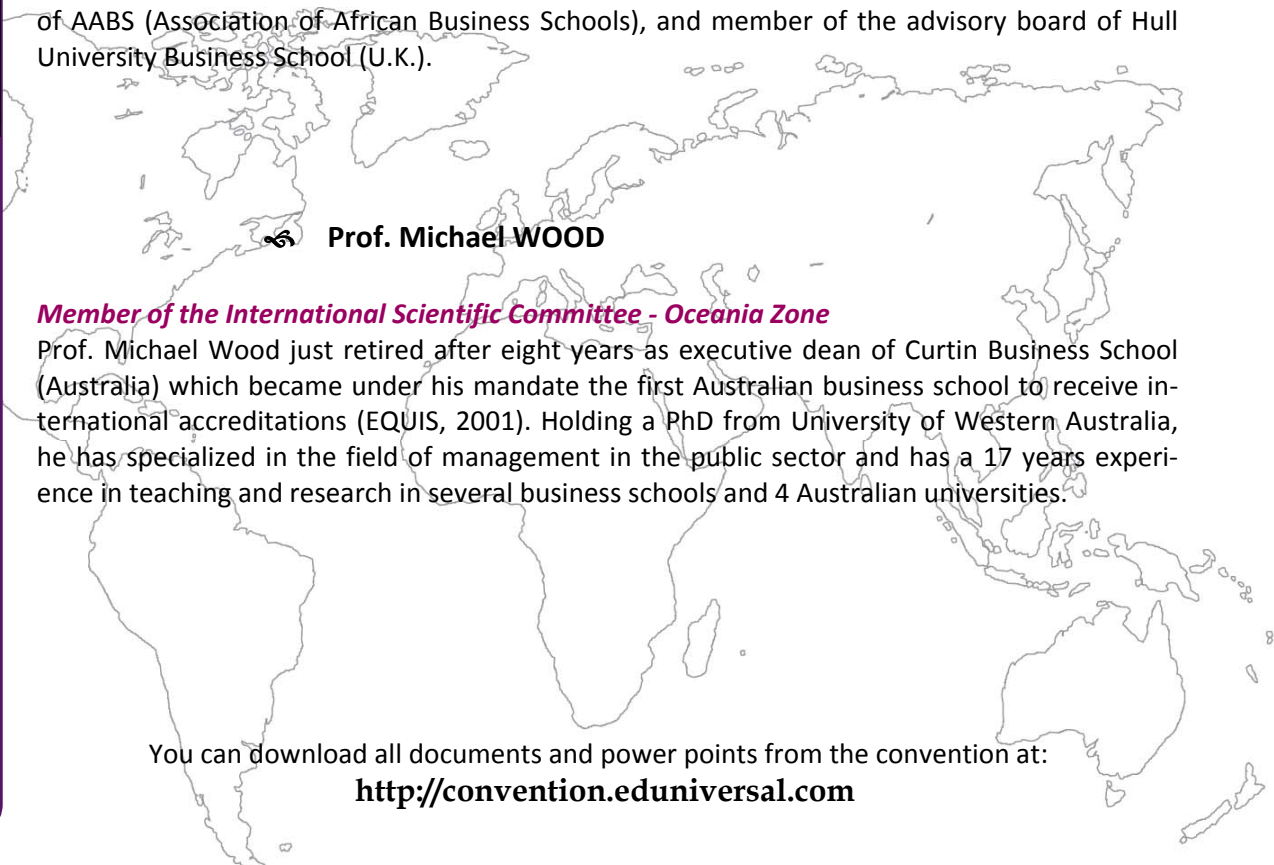 of AABS (Association of African Business Schools), and member of the advisory board of Hull
University Business School (U.K.).
Prof. Michael WOOD
Member of the International Scientific Committee - Oceania Zone
Prof. Michael Wood just retired after eight years as executive dean of Curtin Business School
(Australia) which became under his mandate the first Australian business school to receive in-
ternational accreditations (EQUIS, 2001). Holding a PhD from University of Western Australia,
he has specialized in the field of management in the public sector and has a 17 years experi-
ence in teaching and research in several business schools and 4 Australian universities.
You can download all documents and power points from the convention at:
http://convention.eduniversal.com